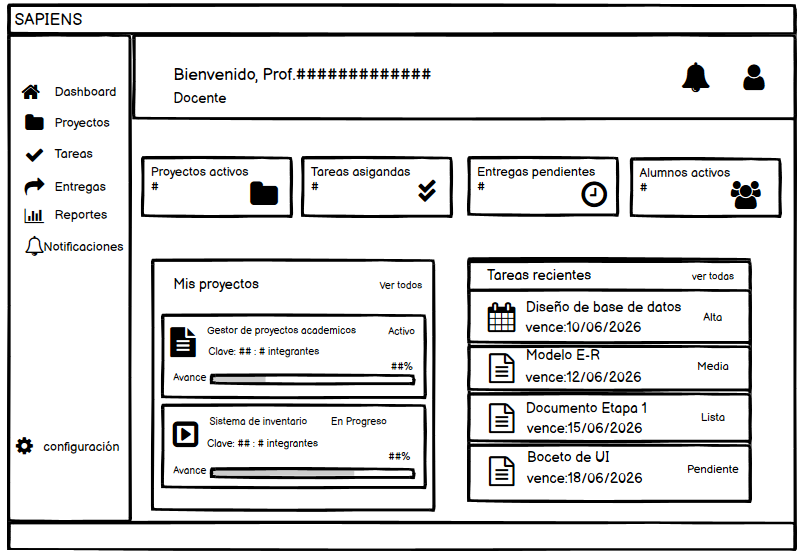 SAPIENS
Dashboard
Proyectos
Tareas
Entregas
Reportes
Notificaciones
configuración
Bienvenido, Prof.#############
Docente
Proyectos activos
#
Tareas asigandas
#
Entregas pendientes
#
Alumnos activos
#
Mis proyectos
Ver todos
Gestor de proyectos academicos
Activo
Clave: ## : # integrantes
##%
Avance
Sistema de inventario
En Progreso
Clave: ## : # integrantes
##%
Avance
Tareas recientes
ver todas
Diseño de base de datos
vence:10/06/2026
Alta
Modelo E-R
vence:12/06/2026
Media
Documento Etapa 1
vence:15/06/2026
Lista
Boceto de UI
vence:18/06/2026
Pendiente